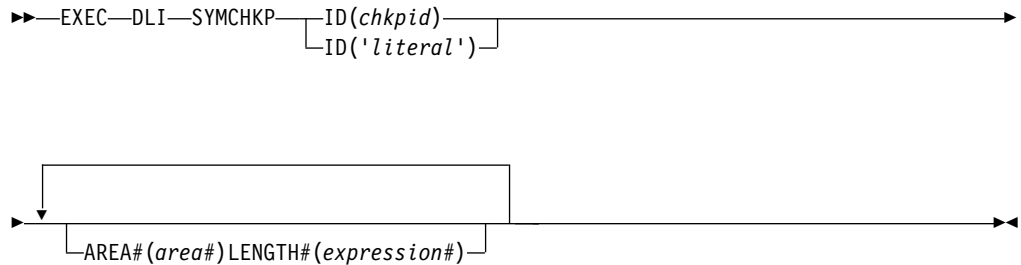 EXEC DLI SYMCHKP ID(chkpid)
ID('literal')
AREA#(area#)LENGTH#(expression#)